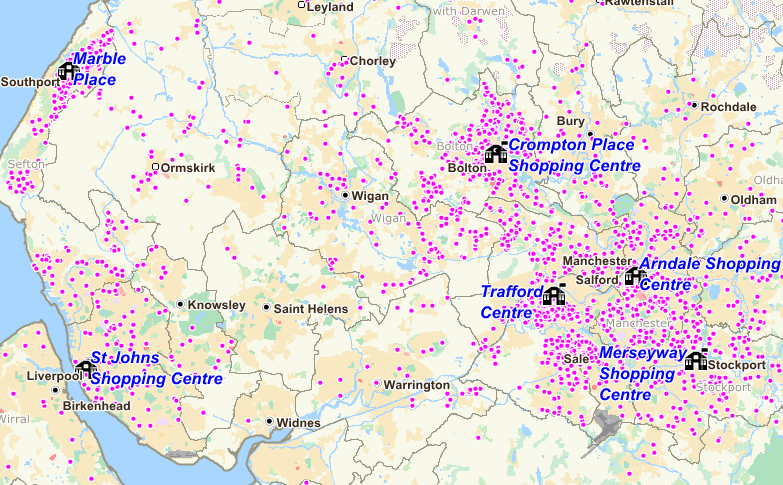 Leyland
with Darwen
Rawtenstall
Marble
Place
Southport
Chorley
Rochdale
Bury
Bolton
Crompton Place
Shopping Centre
Bolton
Sefton
Ormskirk
Wigan
Wigan
Oldham
Oldha
Manchester
Salford
Arndale Shopping
Centre
Trafford
Centre
Manchester
Knowsley
Saint Helens
Sale
Merseyway
Shopping
Centre
Stockport
Stockport
St Johns
Shopping Centre
Liverpool
Birkenhead
Wirral
Warrington
Widnes